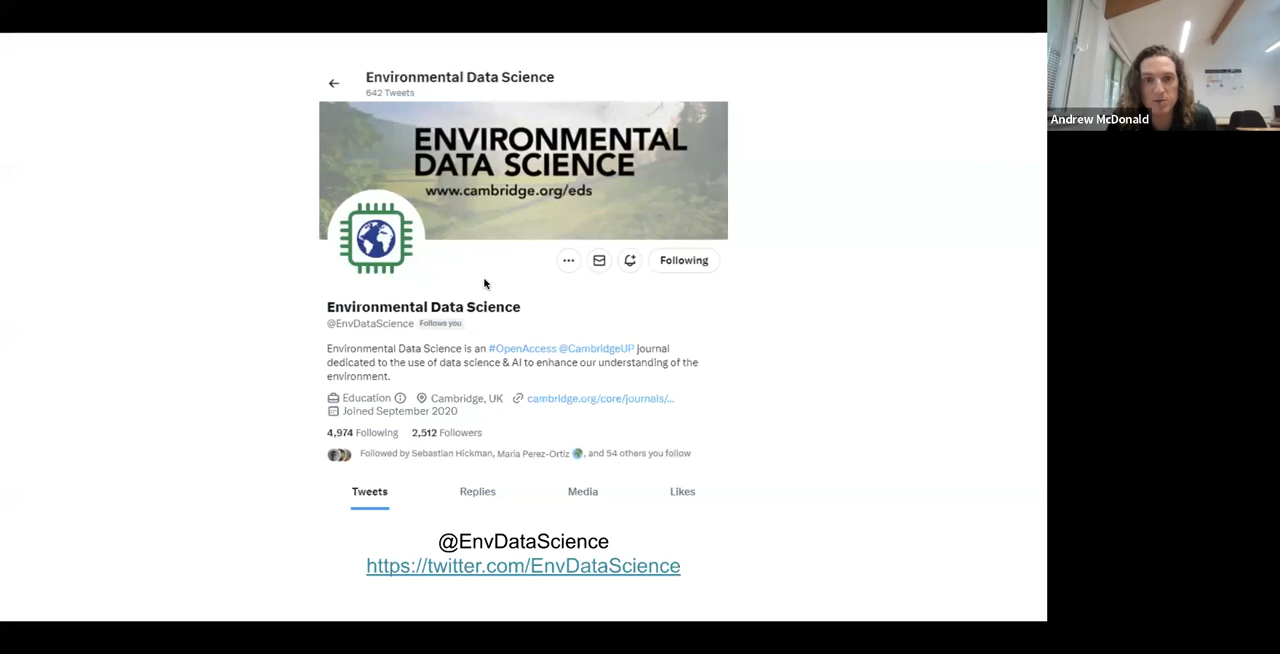 Environmental Data Science
642 Tweets
ENVIRONMENTAL
DATA SCIENCE
www.cambridge.org/eds
Following
Environmental Data Science
@EnvDataScience Follows you
Environmental Data Science is an #OpenAccess @CambridgeUP journal
dedicated to the use of data science & AI to enhance our understanding of the
environment.
Education Cambridge, UK cambridge.org/core/journals/...
Joined September 2020
4,974 Following 2,512 Followers
Followed by Sebastian Hickman, Maria Perez-Ortiz, and 54 others you follow
Tweets Replies Media Likes
@EnvDataScience
https://twitter.com/EnvDataScience
Andrew McDonald